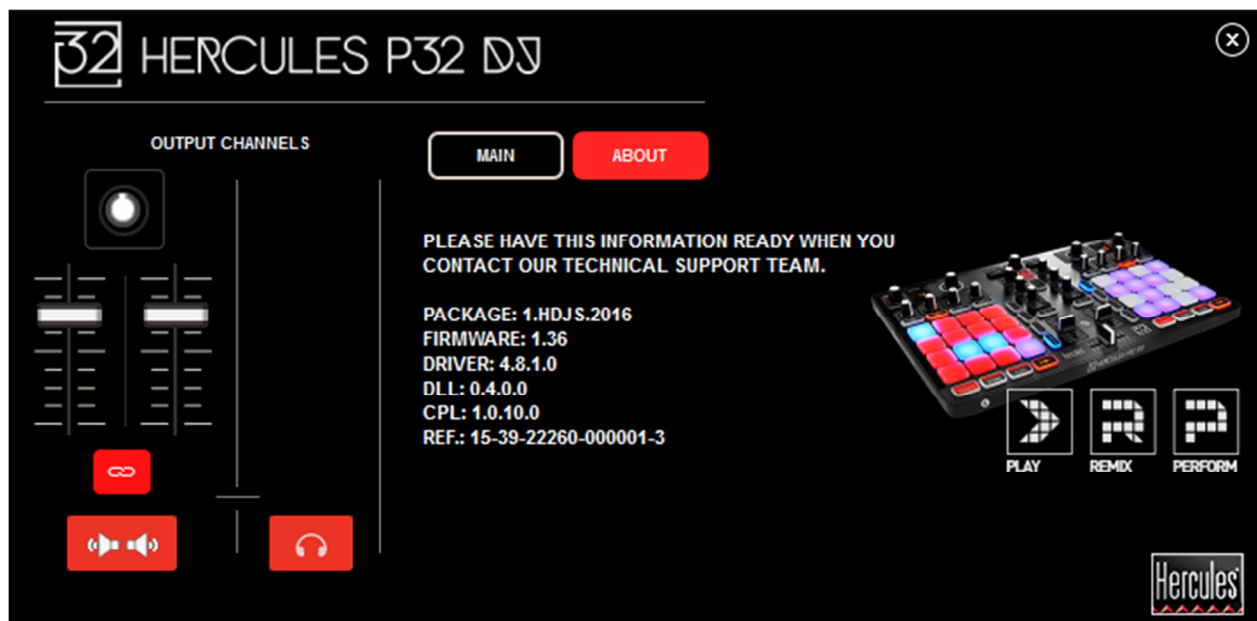 P32 HERCULES P32 DJ
OUTPUT CHANNELS
MAIN
ABOUT
PLEASE HAVE THIS INFORMATION READY WHEN YOU
CONTACT OUR TECHNICAL SUPPORT TEAM.
PACKAGE: 1.HDJS.2016
FIRMWARE: 1.36
DRIVER: 4.8.1.0
DLL: 0.4.0.0
CPL: 1.0.10.0
REF.: 15-39-22260-000001-3
R P
PLAY REMIX PERFORM
Hercules